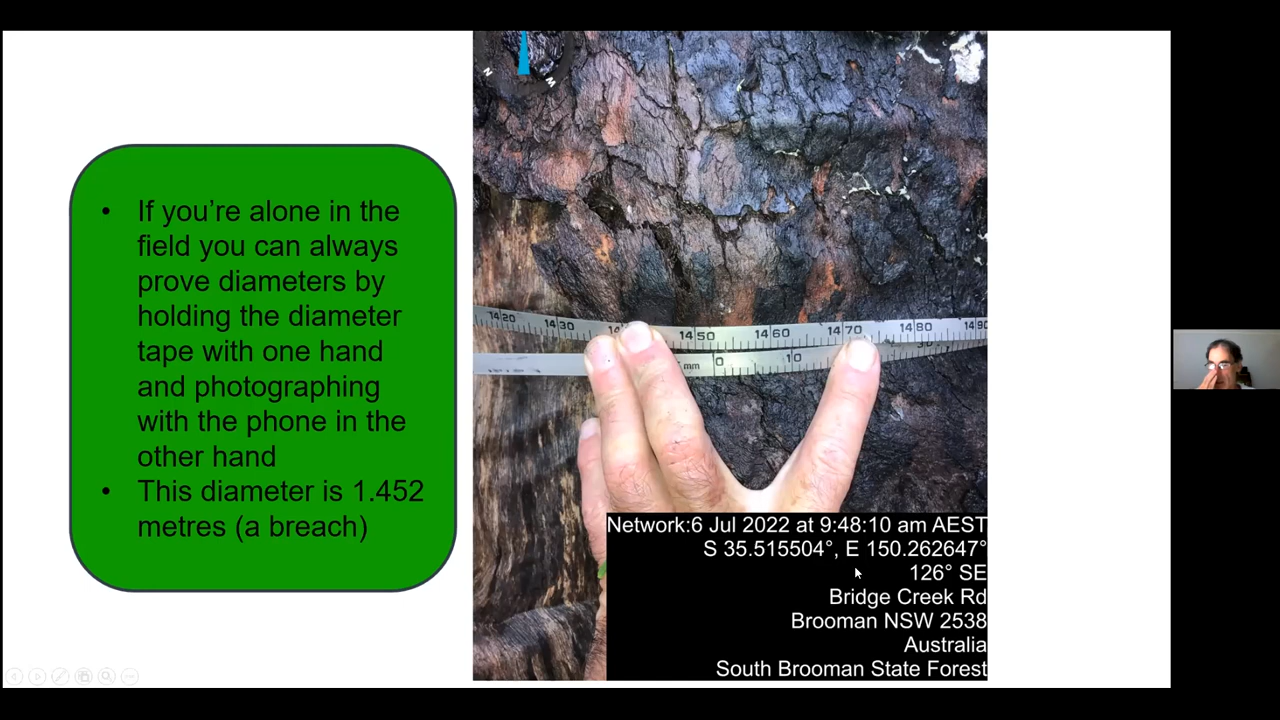 • If you’re alone in the
field you can always
prove diameters by
holding the diameter
tape with one hand
and photographing
with the phone in the
other hand
• This diameter is 1.452
metres (a breach)
N
W
14 20
14 30
14 50
14 60
14 70
14 80
14 90
mm 0 10
Network:6 Jul 2022 at 9:48:10 am AEST
S 35.515504°, E 150.262647°
126° SE
Bridge Creek Rd
Brooman NSW 2538
Australia
South Brooman State Forest